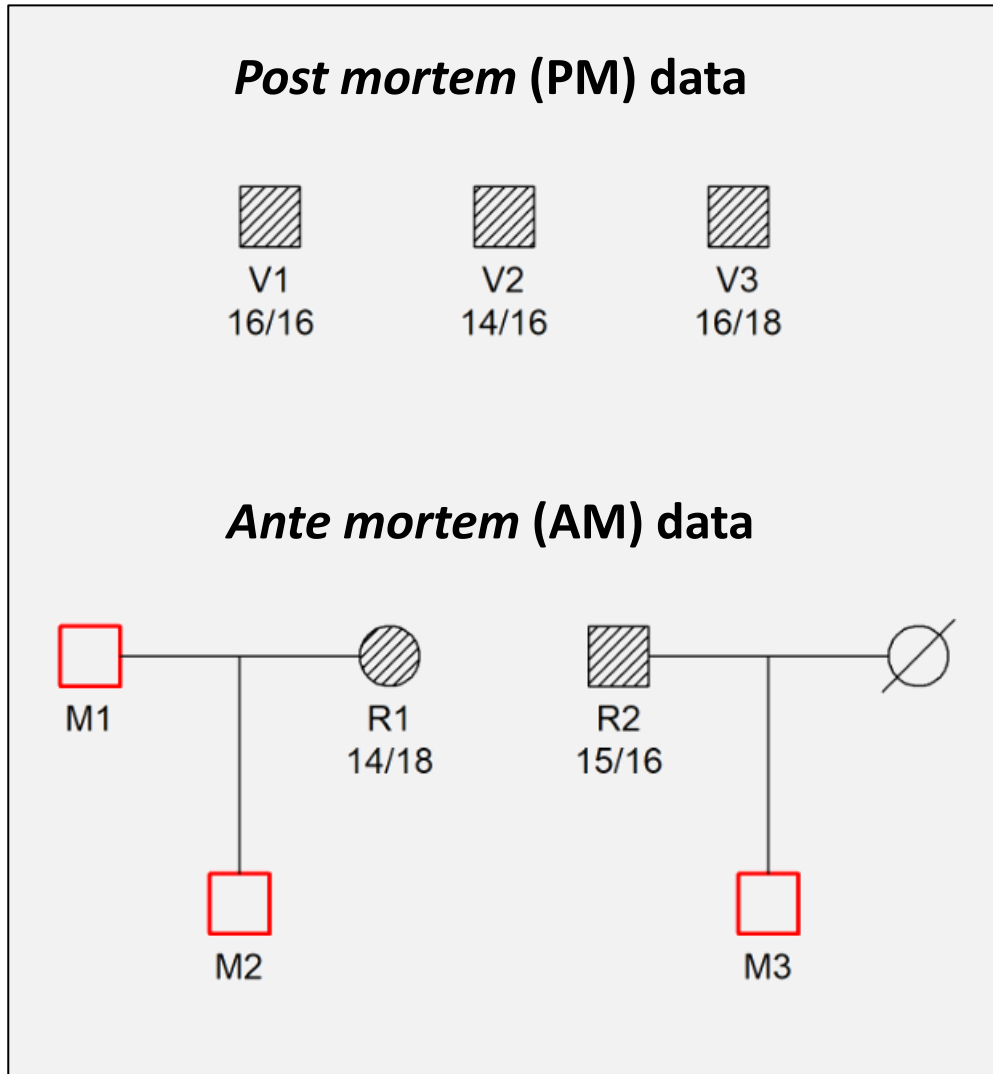 Post mortem (PM) data
V1 V2 V3
16/16 14/16 16/18
Ante mortem (AM) data
M1 R1 R2
14/18 15/16
M2 M3